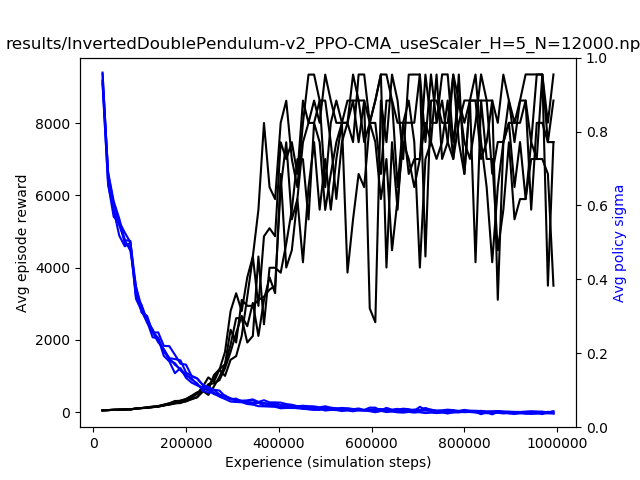 results/InvertedDoublePendulum-v2_PPO-CMA_useScaler_H=5_N=12000.np
Avg episode reward
8000
6000
4000
2000
0
1.0
0.8
0.6
0.4
0.2
0.0
Avg policy sigma
0 200000 400000 600000 800000 1000000
Experience (simulation steps)